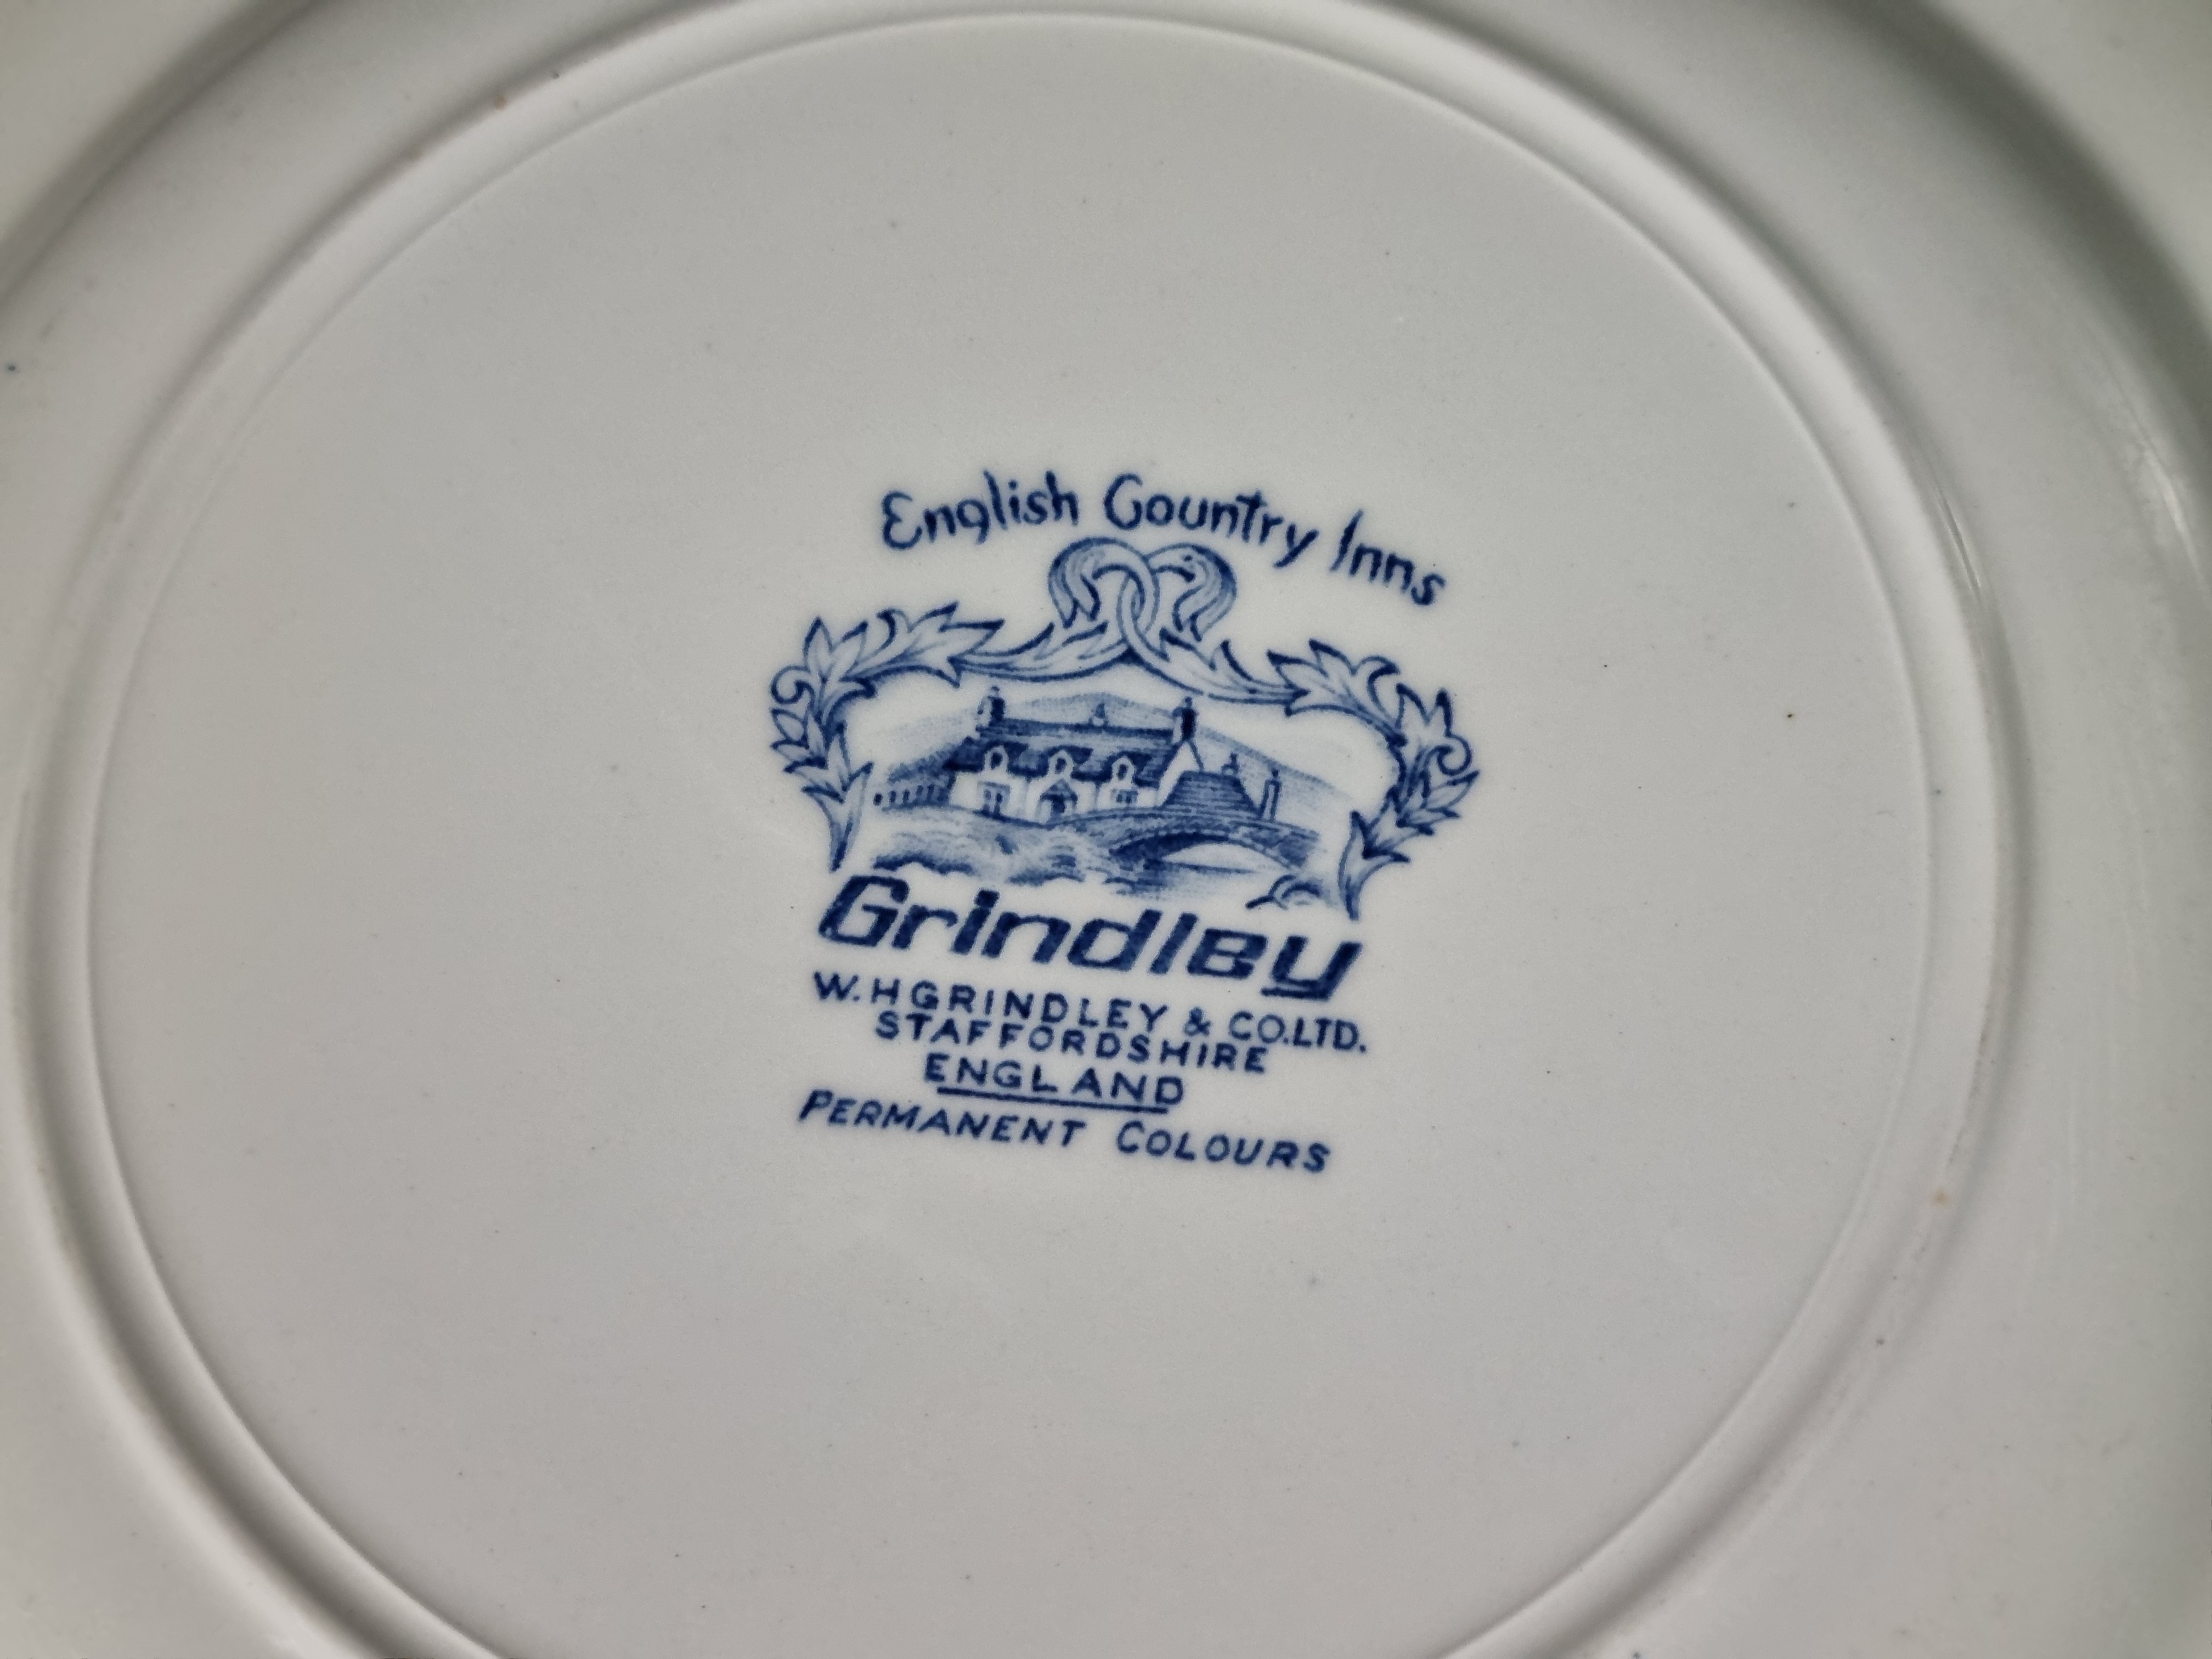 English Country Inns
Grindley
W.H GRINDLEY & CO.LTD.
STAFFORDSHIRE
ENGLAND
PERMANENT COLOURS